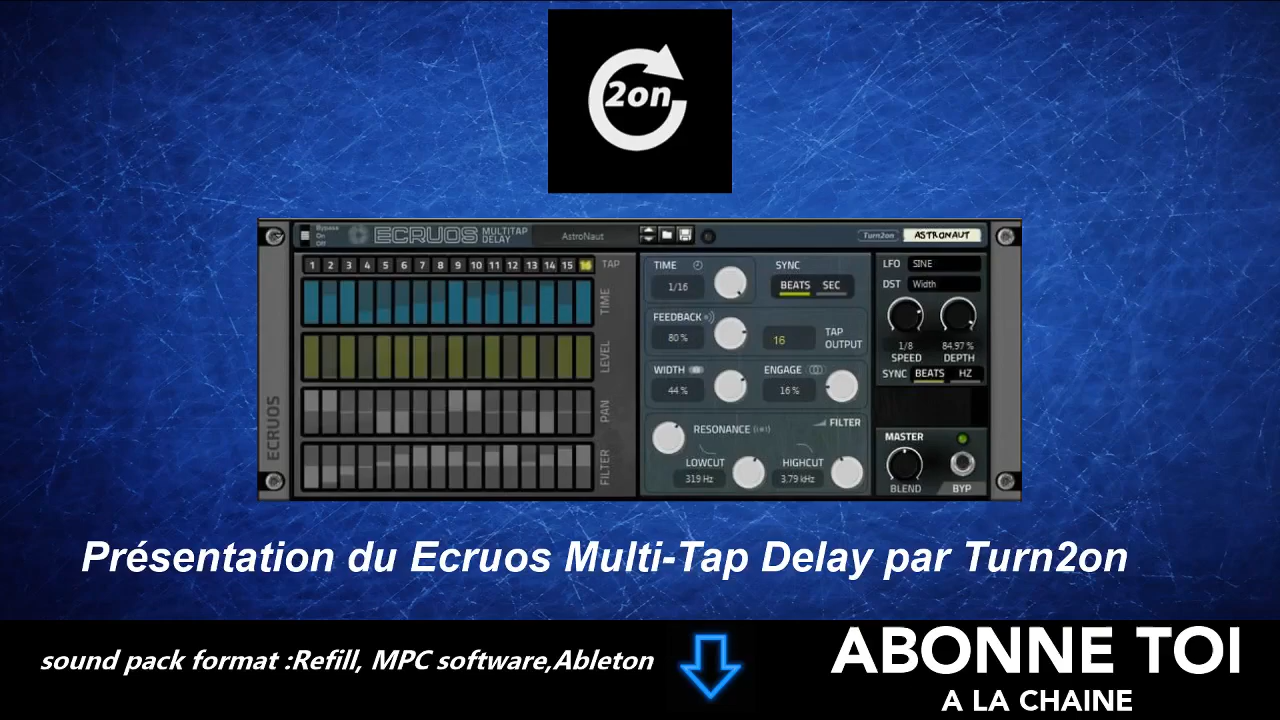 2on
Bypass
On
Off
ECRUOS MULTITAP DELAY
AstroNaut
Turn2on
ASTRONAUT
1 2 3 4 5 6 7 8 9 10 11 12 13 14 15 16 TAP
TIME
LEVEL
PAN
FILTER
ECRUOS
TIME
1/16
SYNC
BEATS SEC
FEEDBACK
80 %
16
TAP OUTPUT
WIDTH
44 %
ENGAGE
16 %
FILTER
RESONANCE
LOWCUT
319 Hz
HIGHCUT
3.79 kHz
LFO SINE
DST Width
1/8 84.97 %
SPEED DEPTH
SYNC BEATS HZ
MASTER
BLEND BYP
Présentation du Ecruos Multi-Tap Delay par Turn2on
sound pack format :Refill, MPC software,Ableton
ABONNE TOI
A LA CHAINE